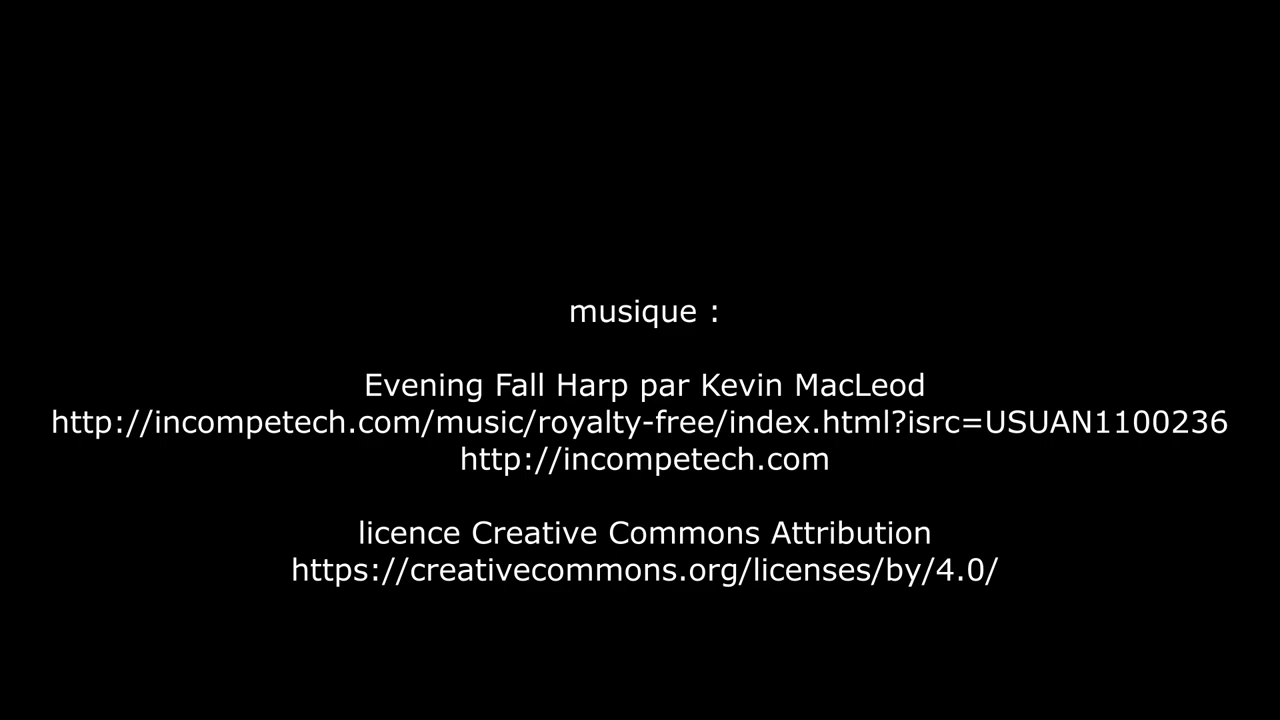 musique :
Evening Fall Harp par Kevin MacLeod
http://incompetech.com/music/royalty-free/index.html?isrc=USUAN1100236
http://incompetech.com
licence Creative Commons Attribution
https://creativecommons.org/licenses/by/4.0/